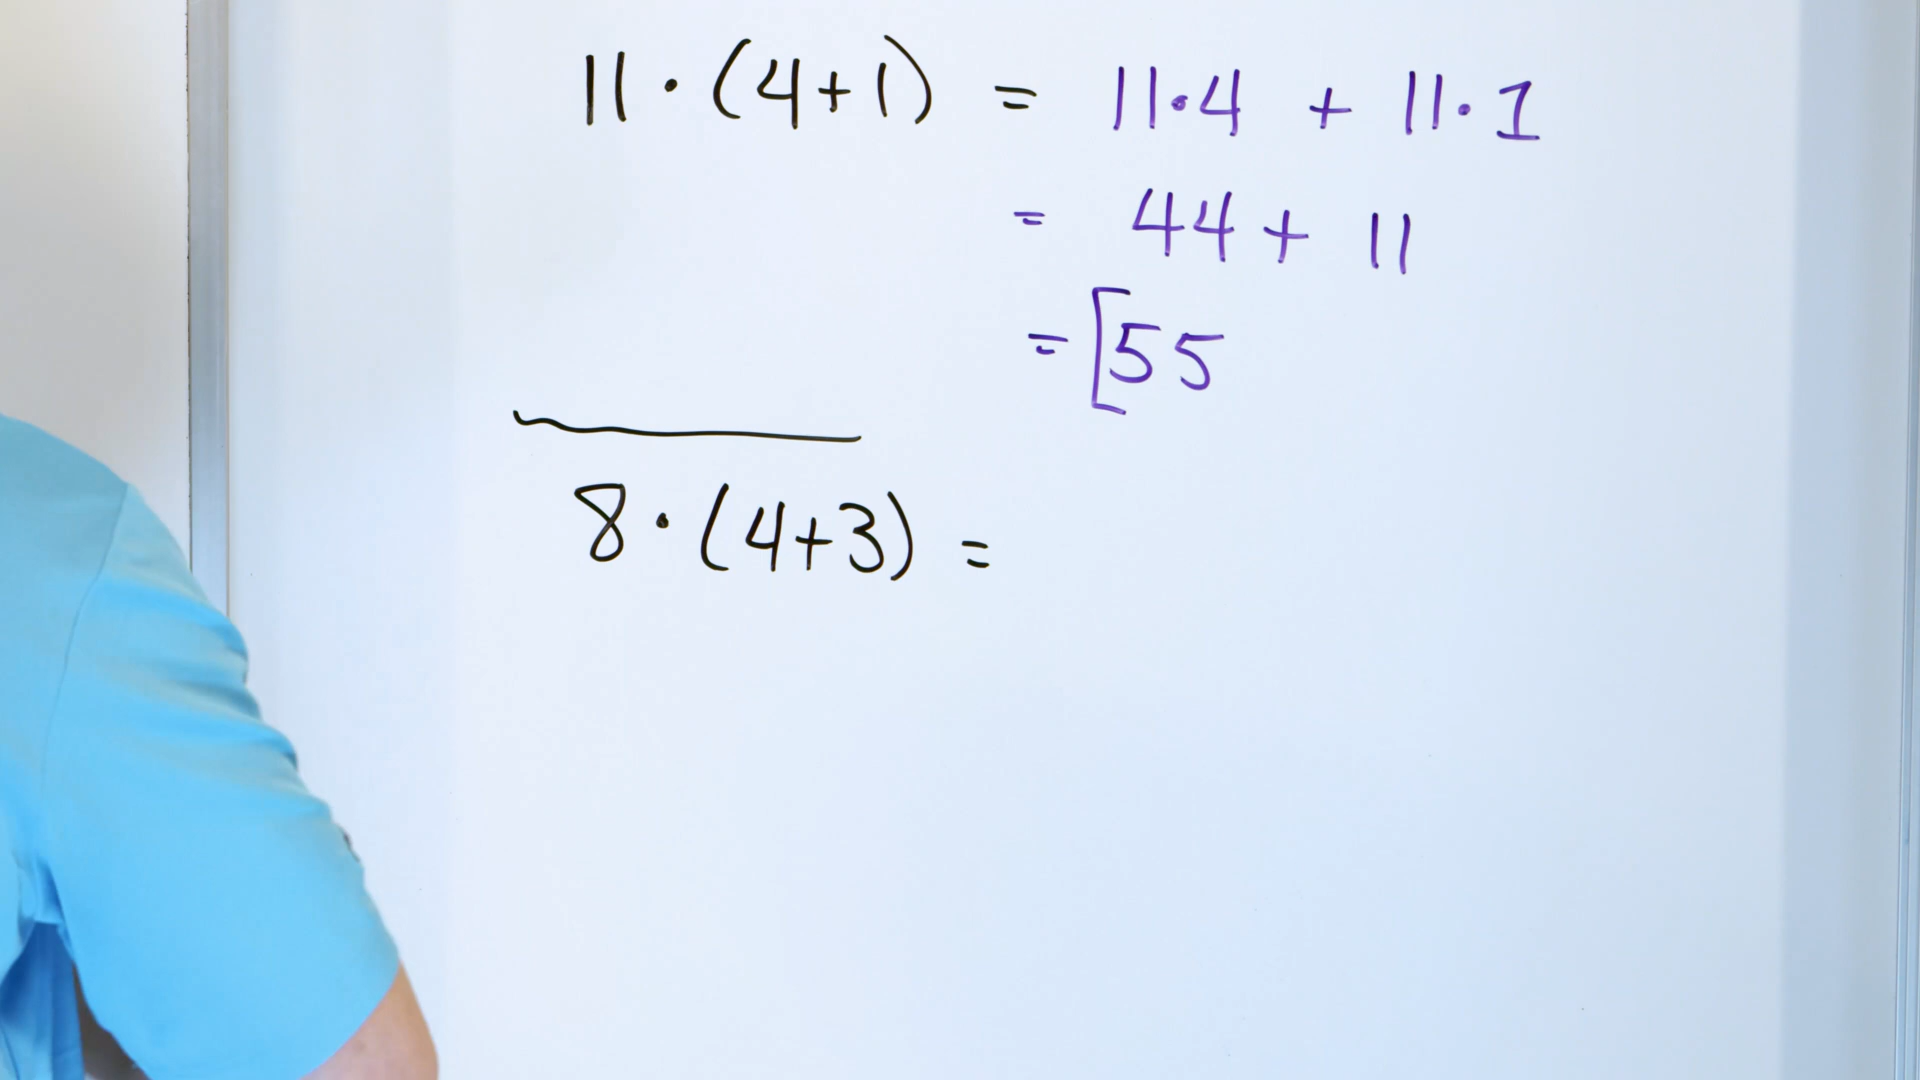 11 · (4+1) = 11·4 + 11·1
= 44 + 11
= [55
8 · (4+3) =